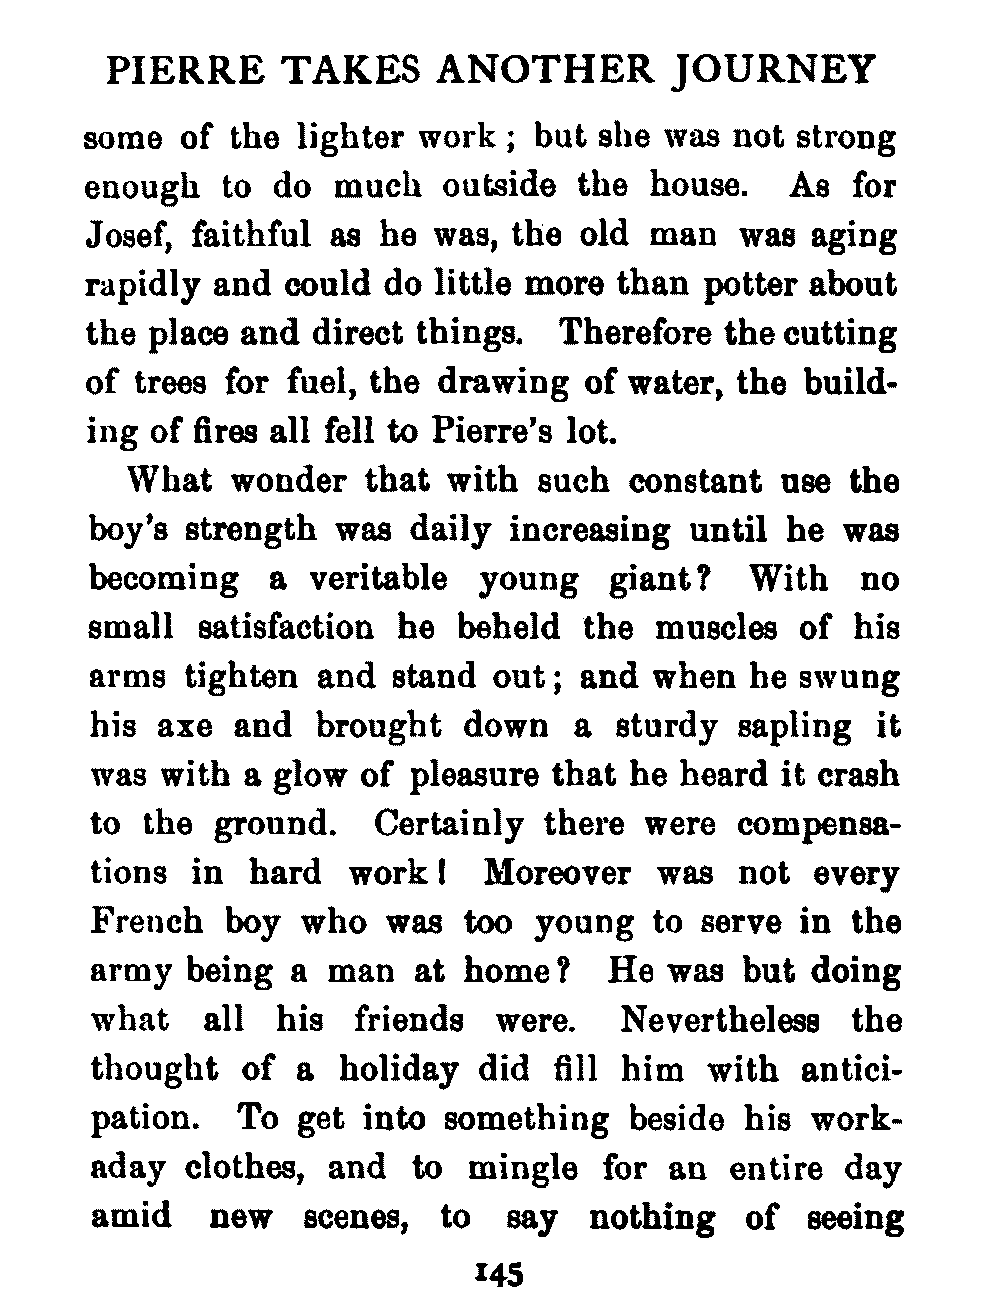 PIERRE TAKES ANOTHER JOURNEY
some of the lighter work; but she was not strong
enough to do much outside the house. As for
Josef, faithful as he was, the old man was aging
rapidly and could do little more than potter about
the place and direct things. Therefore the cutting
of trees for fuel, the drawing of water, the build-
ing of fires all fell to Pierre's lot.
What wonder that with such constant use the
boy's strength was daily increasing until he was
becoming a veritable young giant? With no
small satisfaction he beheld the muscles of his
arms tighten and stand out; and when he swung
his axe and brought down a sturdy sapling it
was with a glow of pleasure that he heard it crash
to the ground. Certainly there were compensa-
tions in hard work! Moreover was not every
French boy who was too young to serve in the
army being a man at home? He was but doing
what all his friends were. Nevertheless the
thought of a holiday did fill him with antici-
pation. To get into something beside his work-
aday clothes, and to mingle for an entire day
amid new scenes, to say nothing of seeing
145